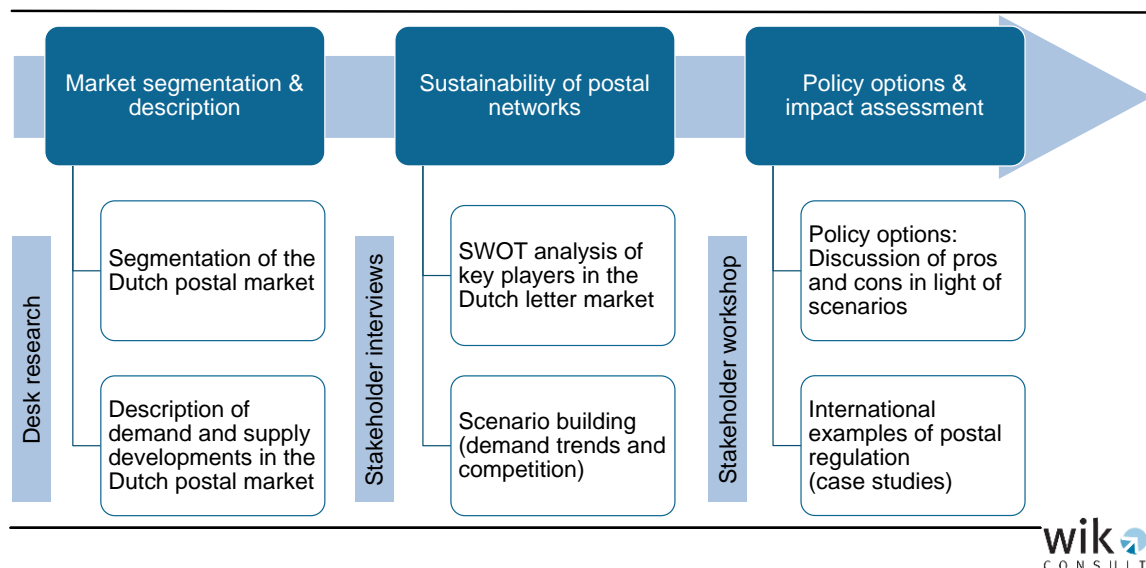 Market segmentation &
description
Sustainability of postal
networks
Policy options &
impact assessment
Desk research
Segmentation of the
Dutch postal market
Description of
demand and supply
developments in the
Dutch postal market
Stakeholder interviews
SWOT analysis of
key players in the
Dutch letter market
Scenario building
(demand trends and
competition)
Stakeholder workshop
Policy options:
Discussion of pros
and cons in light of
scenarios
International
examples of postal
regulation
(case studies)
wik
CONSULT